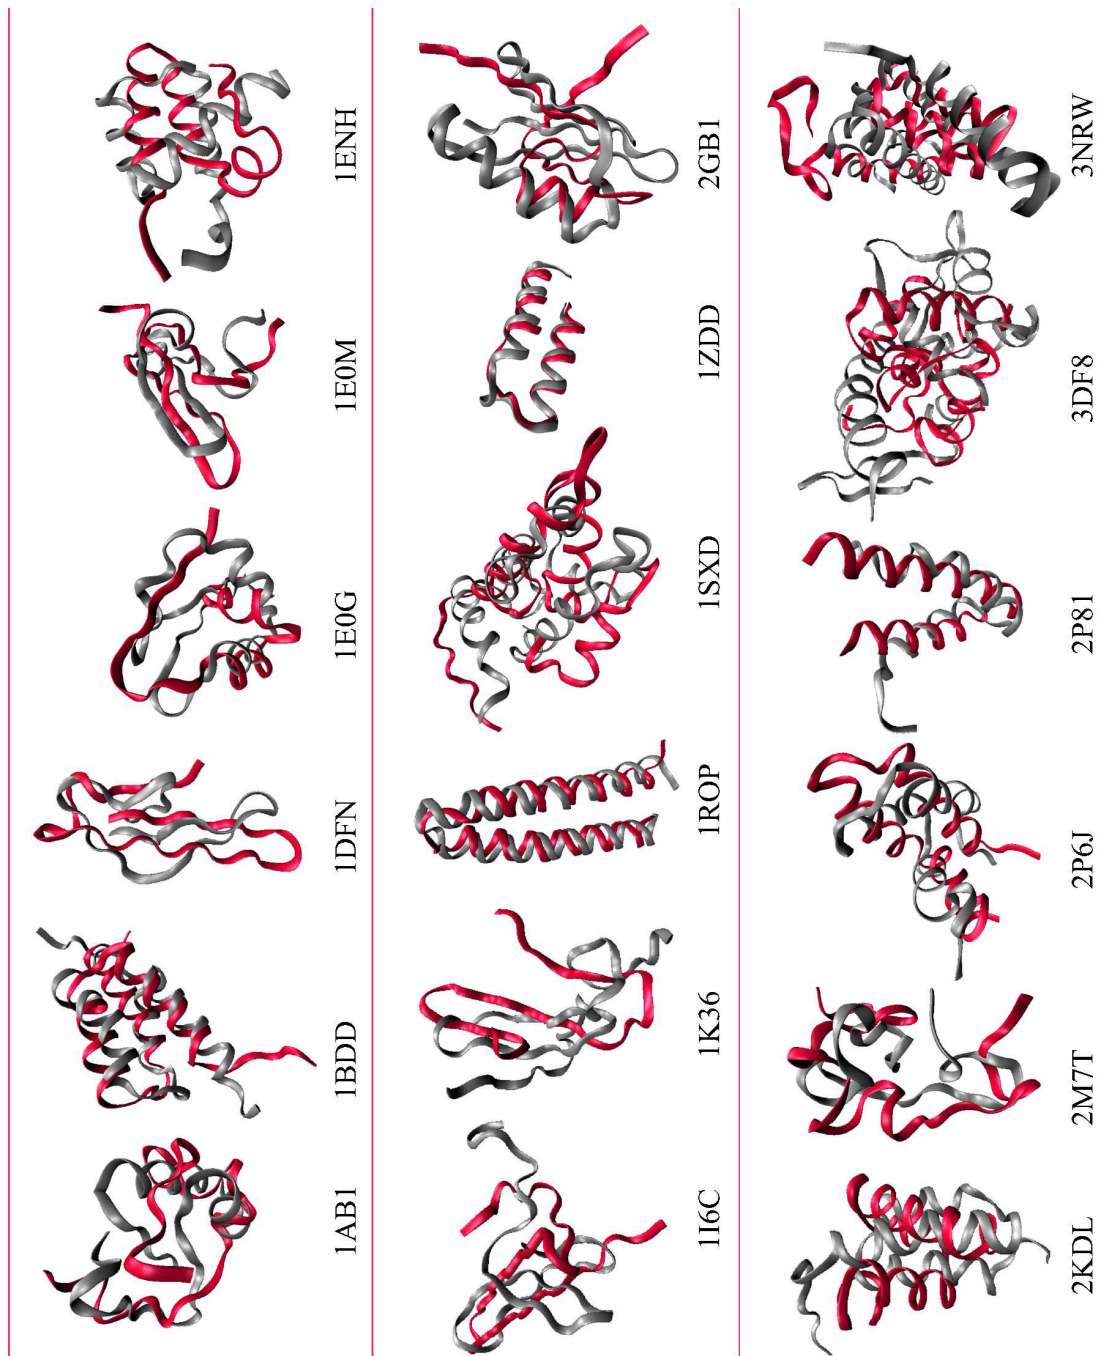 1AB1
1BDD
1DFN
1E0G
1E0M
1ENH
1I6C
1K36
1ROP
1SXD
1ZDD
2GB1
2KDL
2M7T
2P6J
2P81
3DF8
3NRW